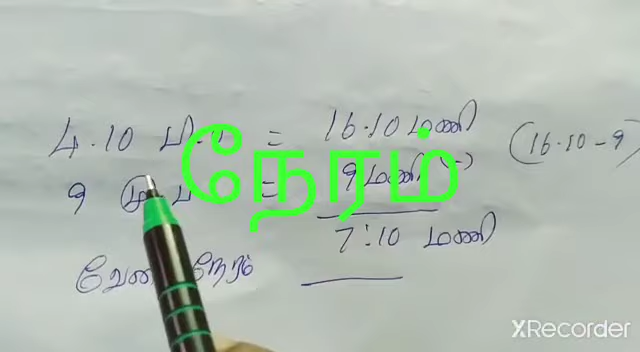 4.10 பி.ப = 16.10 மணி (16.10 - 9)
9 மு ப = 9 மணி (-)
நேரம்
7:10 மணி
நேரம்
XRecorder